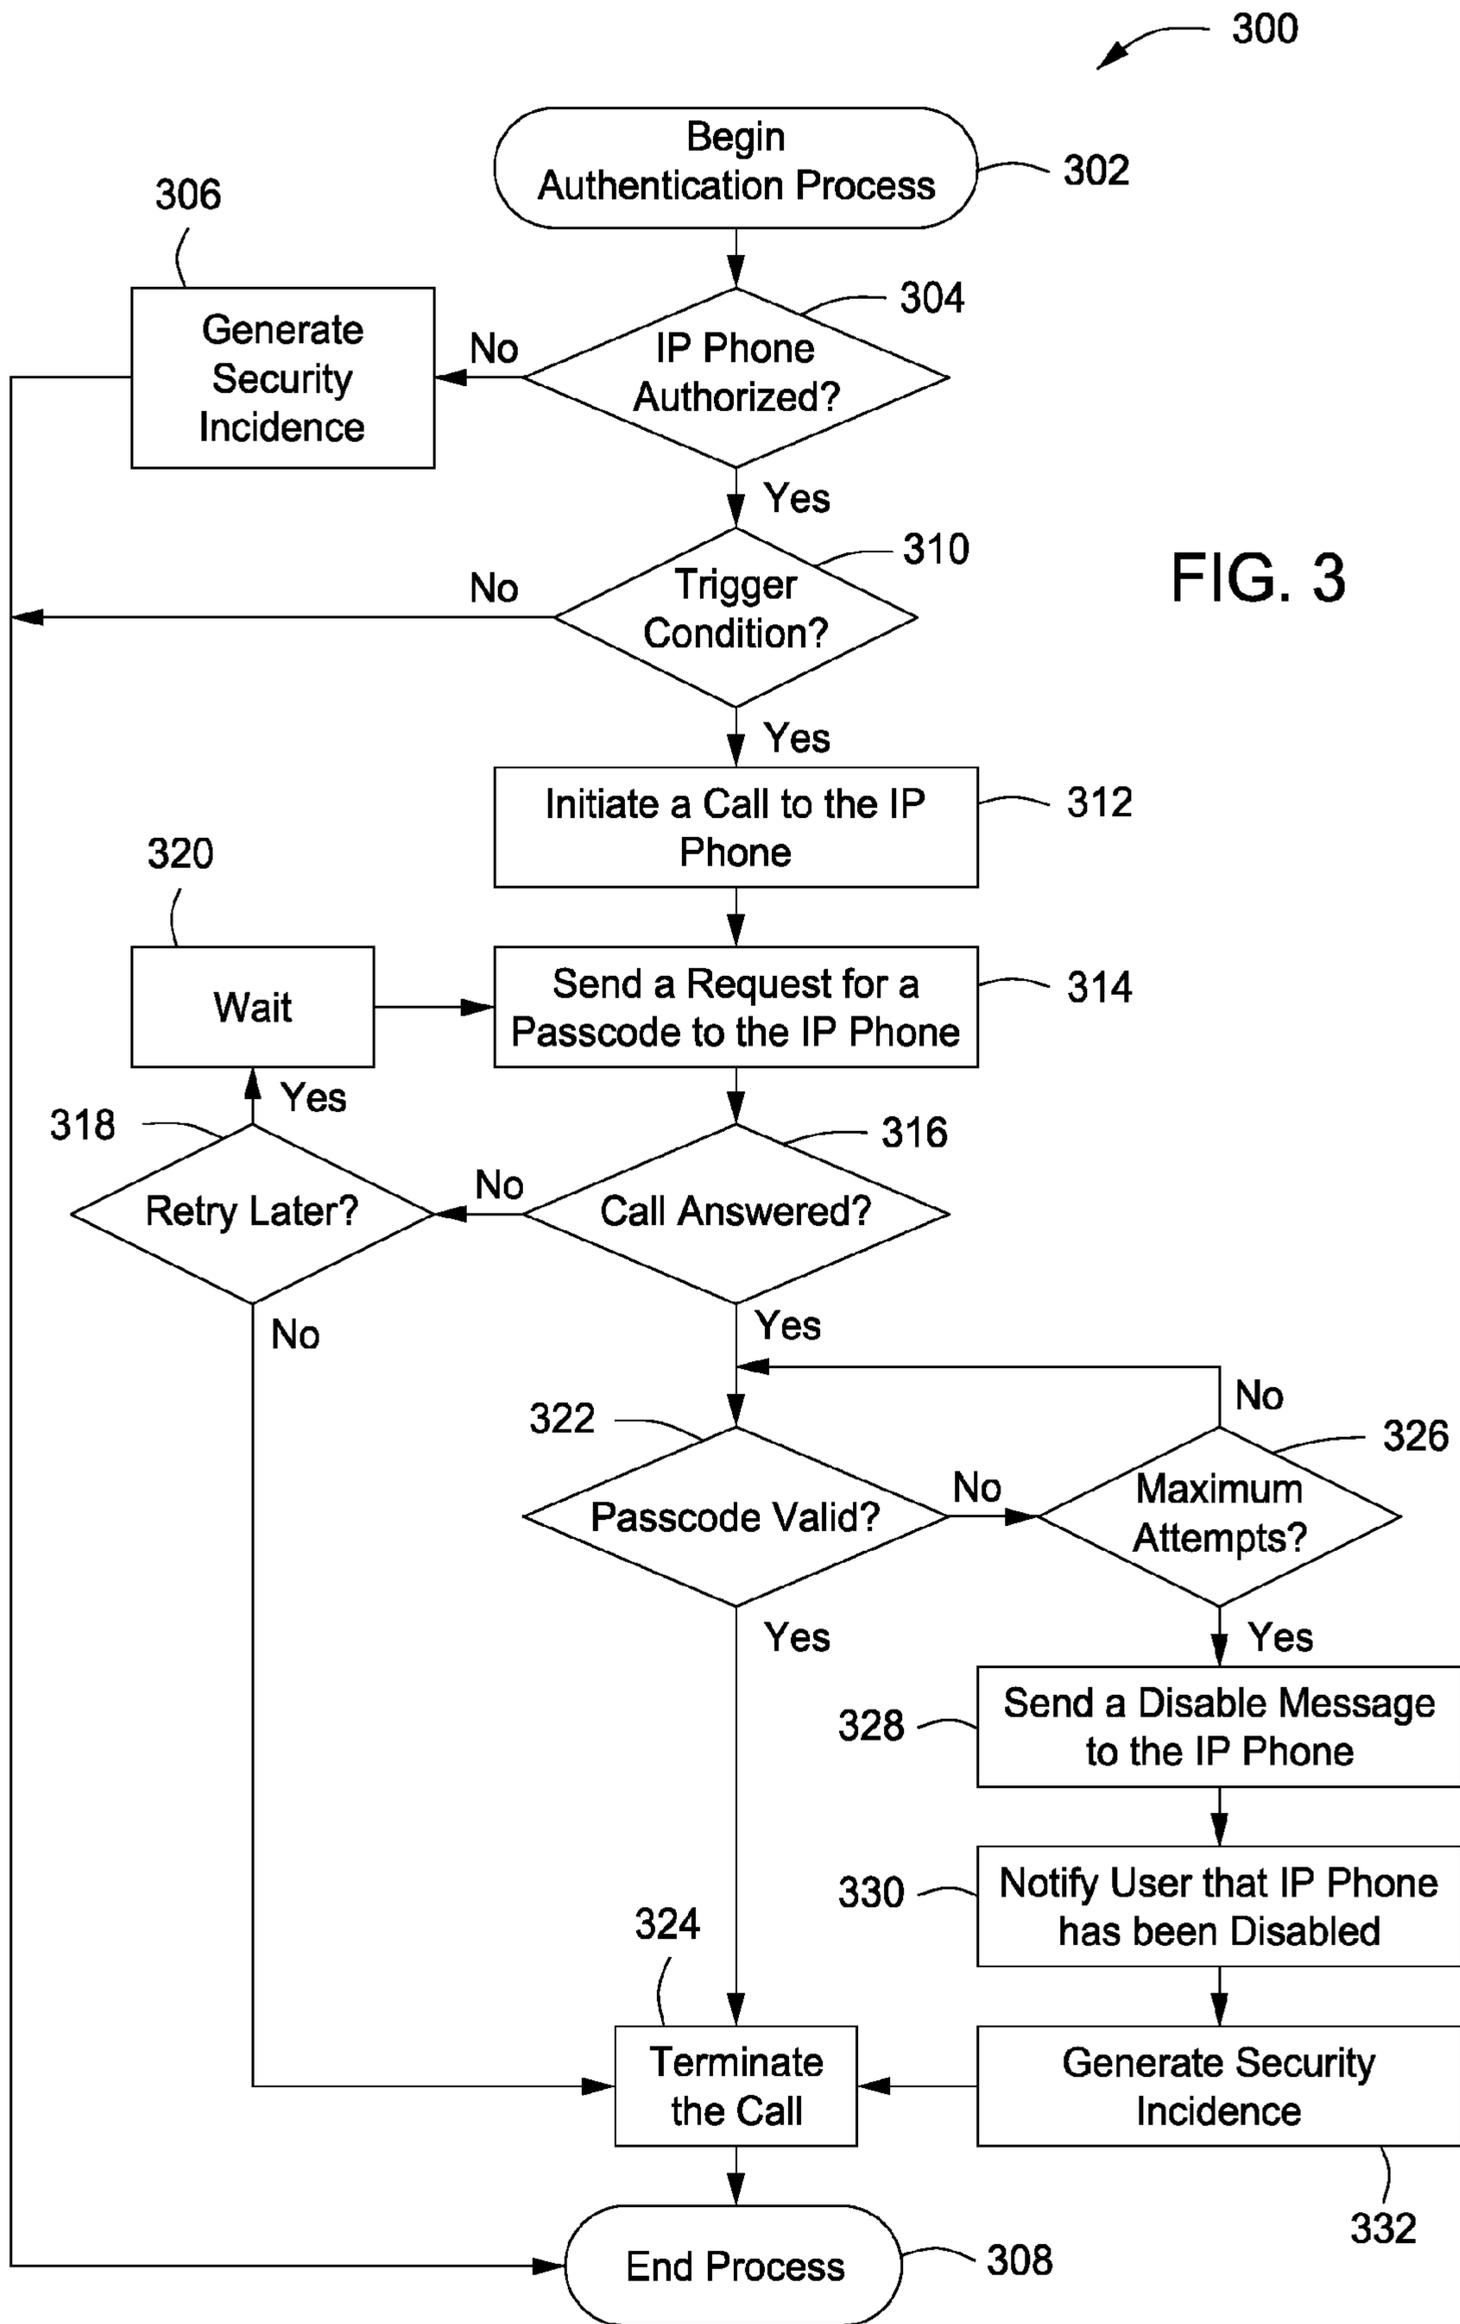 300
Begin
Authentication Process
302
306
Generate
Security
Incidence
No
IP Phone
Authorized?
304
Yes
310
FIG. 3
No
Trigger
Condition?
Yes
Initiate a Call to the IP
Phone
312
320
Wait
Send a Request for a
Passcode to the IP Phone
314
Yes
318
316
Retry Later?
No
Call Answered?
No
Yes
No
322
326
Passcode Valid?
No
Maximum
Attempts?
Yes
Yes
328
Send a Disable Message
to the IP Phone
330
Notify User that IP Phone
has been Disabled
324
Terminate
the Call
Generate Security
Incidence
332
End Process
308